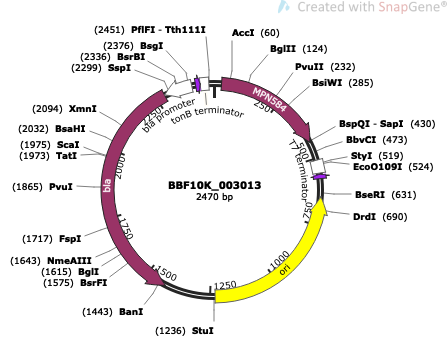 Created with SnapGene®
(2451) PflFI - Tth111I
(2376) BsgI
(2336) BsrBI
(2299) SspI
(2094) XmnI
(2032) BsaHI
(1975) ScaI
(1973) TatI
(1865) PvuI
(1717) FspI
(1643) NmeAIII
(1615) BglI
(1575) BsrFI
(1443) BanI
(1236) StuI
AccI (60)
BglII (124)
PvuII (232)
BsiWI (285)
BspQI - SapI (430)
BbvCI (473)
StyI (519)
EcoO109I (524)
BseRI (631)
DrdI (690)
bla promoter
tonB terminator
MPN584
T7 terminator
bla
ori
250
500
750
1000
1250
1500
1750
2000
2250
BBF10K_003013
2470 bp